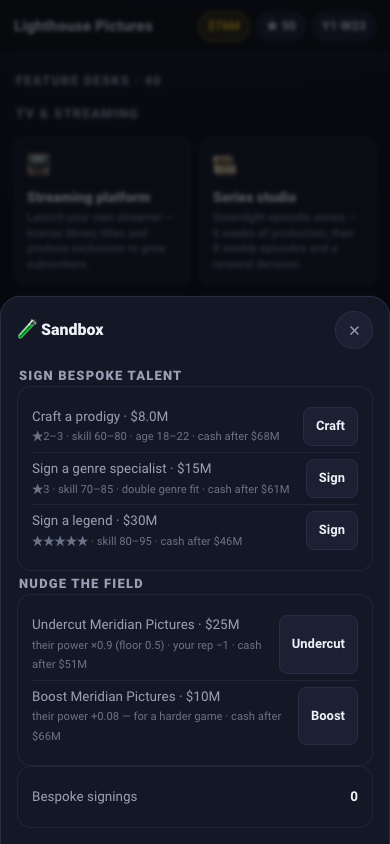 Lighthouse Pictures
$76M
★ 50
Y1·W23
FEATURE DESKS · 40
TV & STREAMING
Streaming platform
Series studio
Launch your own streamer —
license library titles and
produce exclusives to grow
subscribers.
Greenlight episodic series —
6 weeks of production, then
8 weekly episodes and a
renewal decision.
Sandbox
×
SIGN BESPOKE TALENT
Craft a prodigy · $8.0M
★2–3 · skill 60–80 · age 18–22 · cash after $68M
Craft
Sign a genre specialist · $15M
★3 · skill 70–85 · double genre fit · cash after $61M
Sign
Sign a legend · $30M
★★★★★ · skill 80–95 · cash after $46M
Sign
NUDGE THE FIELD
Undercut Meridian Pictures · $25M
their power ×0.9 (floor 0.5) · your rep −1 · cash
after $51M
Undercut
Boost Meridian Pictures · $10M
their power +0.08 — for a harder game · cash after
$66M
Boost
Bespoke signings
0